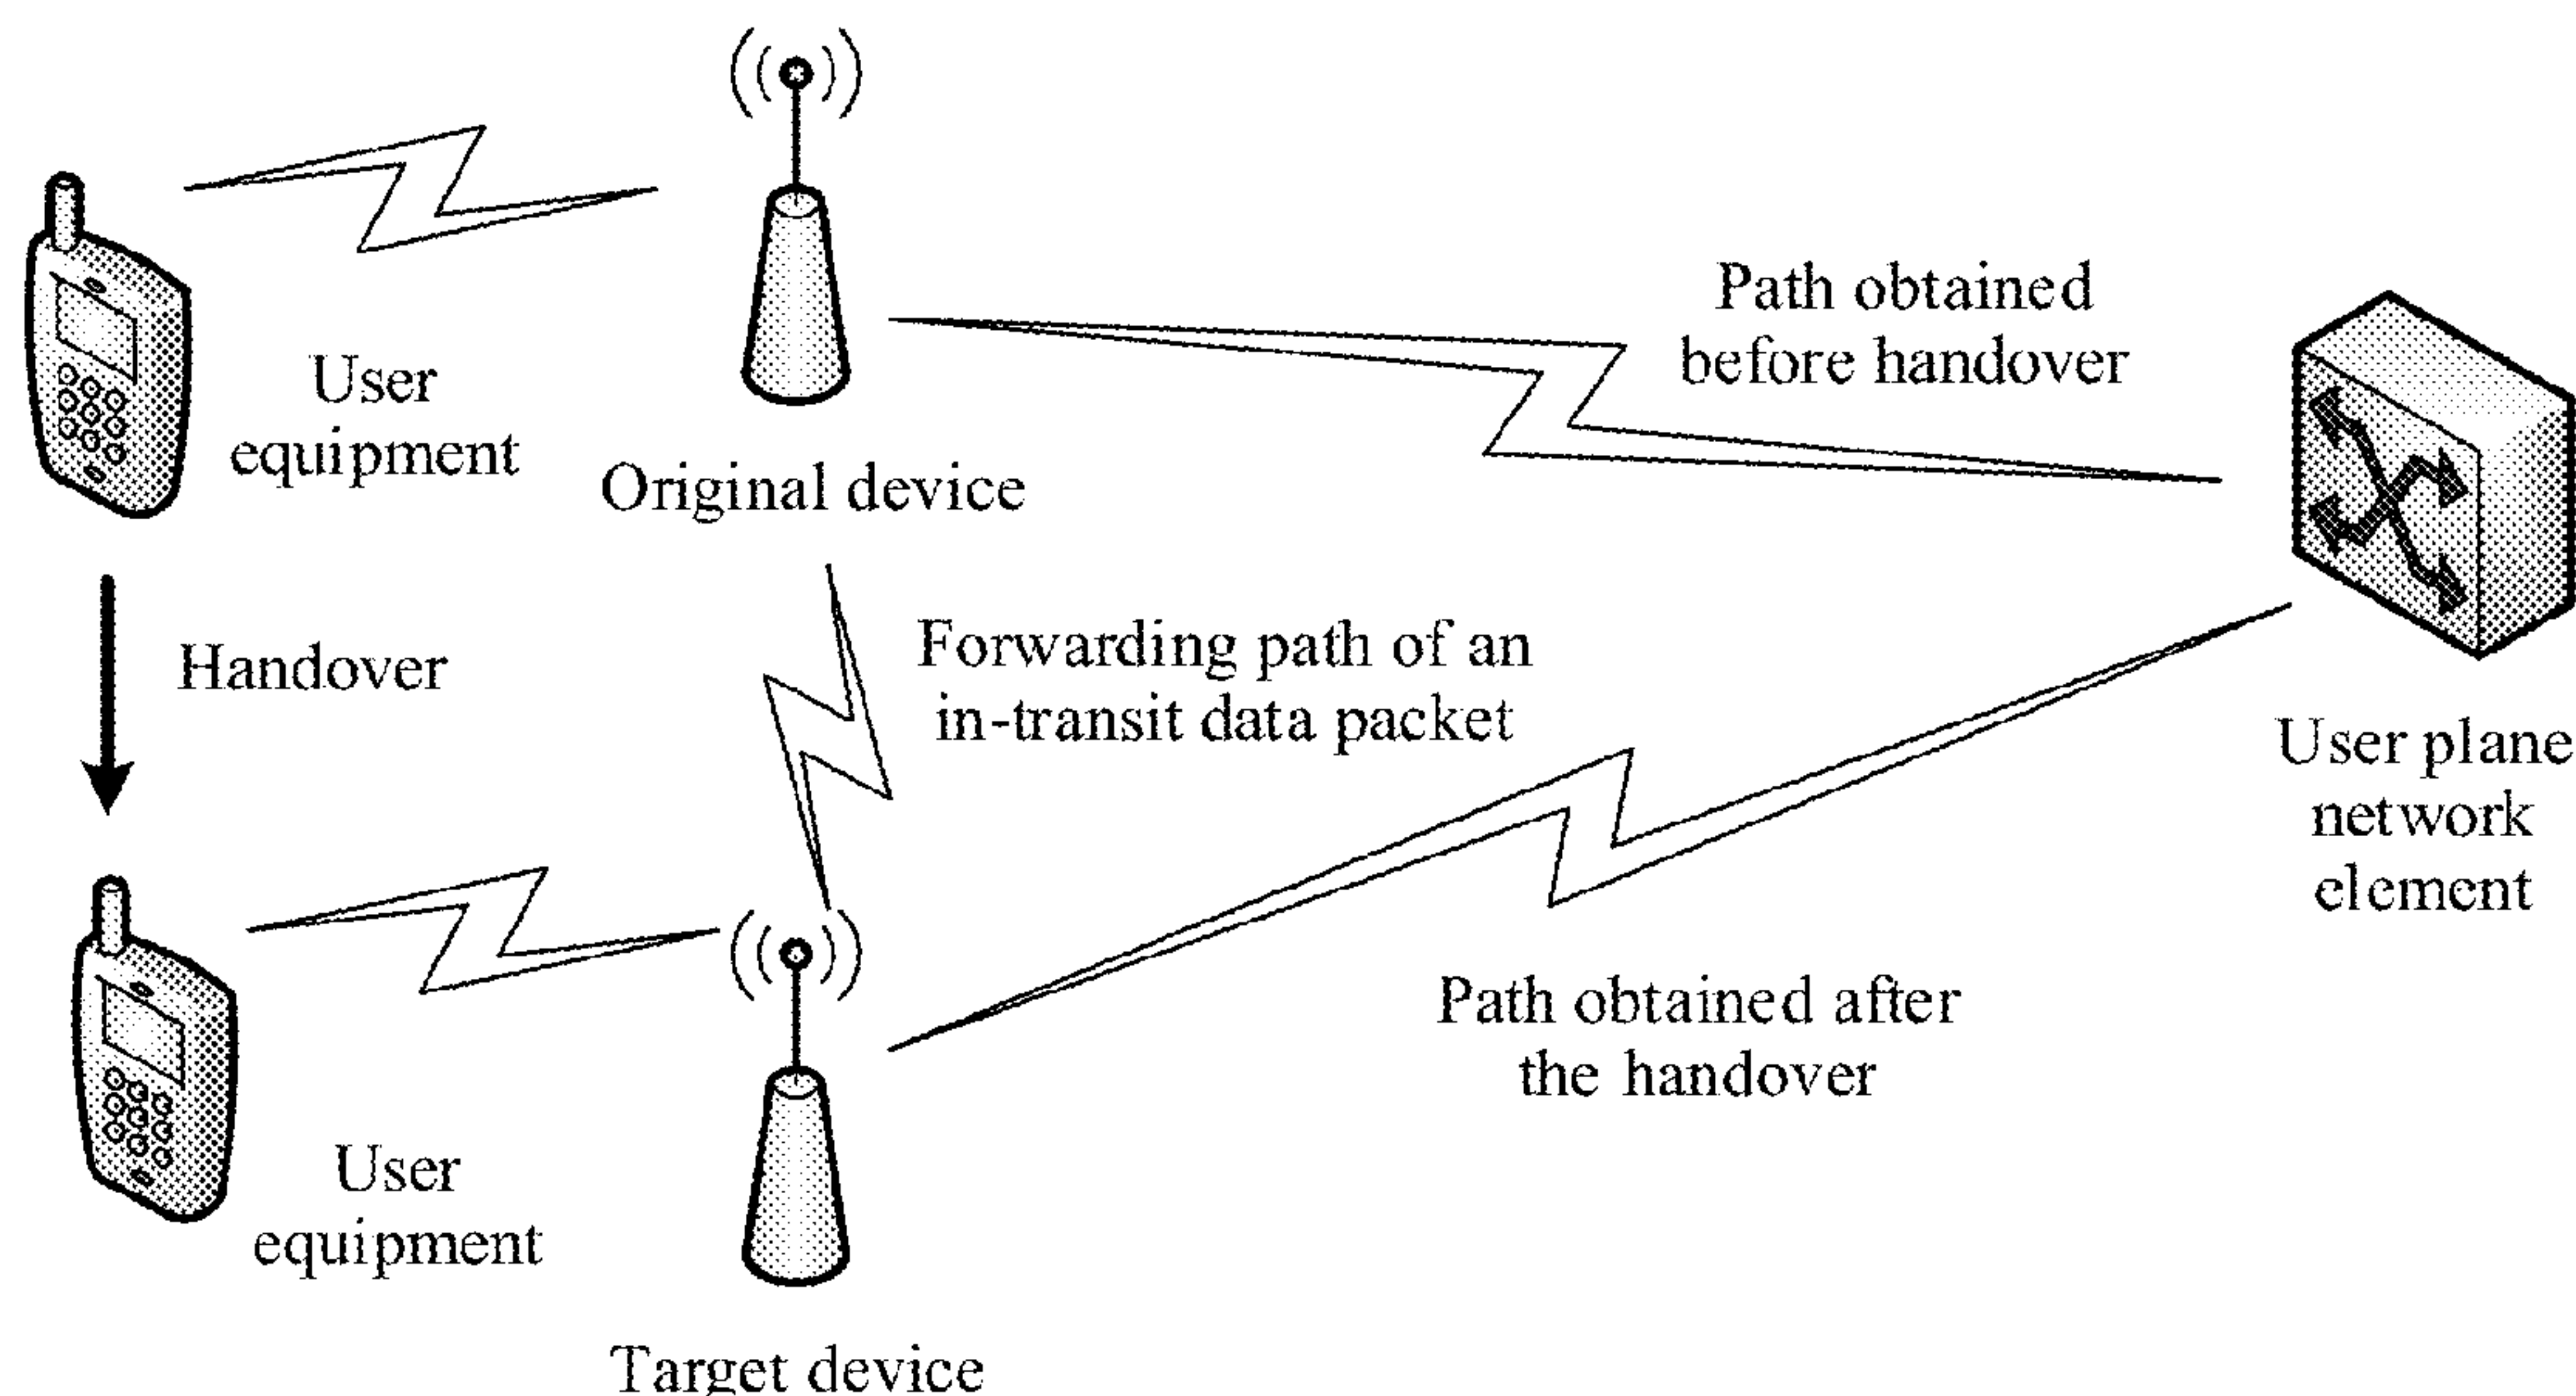 Path obtained
before handover
User
equipment
Original device
Forwarding path of an
in-transit data packet
Handover
User plane
network
element
Path obtained after
the handover
User
equipment
Target device